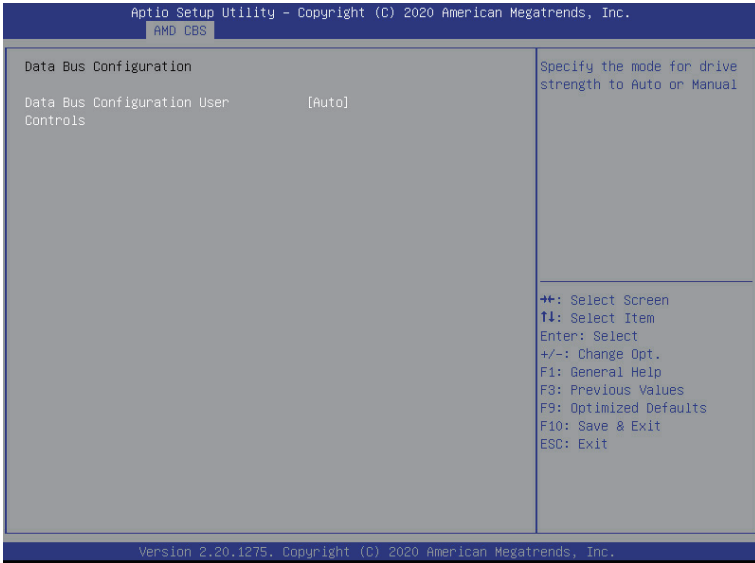 Aptio Setup Utility – Copyright (C) 2020 American Megatrends, Inc.
AMD CBS
Data Bus Configuration
Data Bus Configuration User [Auto]
Controls
Specify the mode for drive
strength to Auto or Manual
→←: Select Screen
↑↓: Select Item
Enter: Select
+/-: Change Opt.
F1: General Help
F3: Previous Values
F9: Optimized Defaults
F10: Save & Exit
ESC: Exit
Version 2.20.1275. Copyright (C) 2020 American Megatrends, Inc.